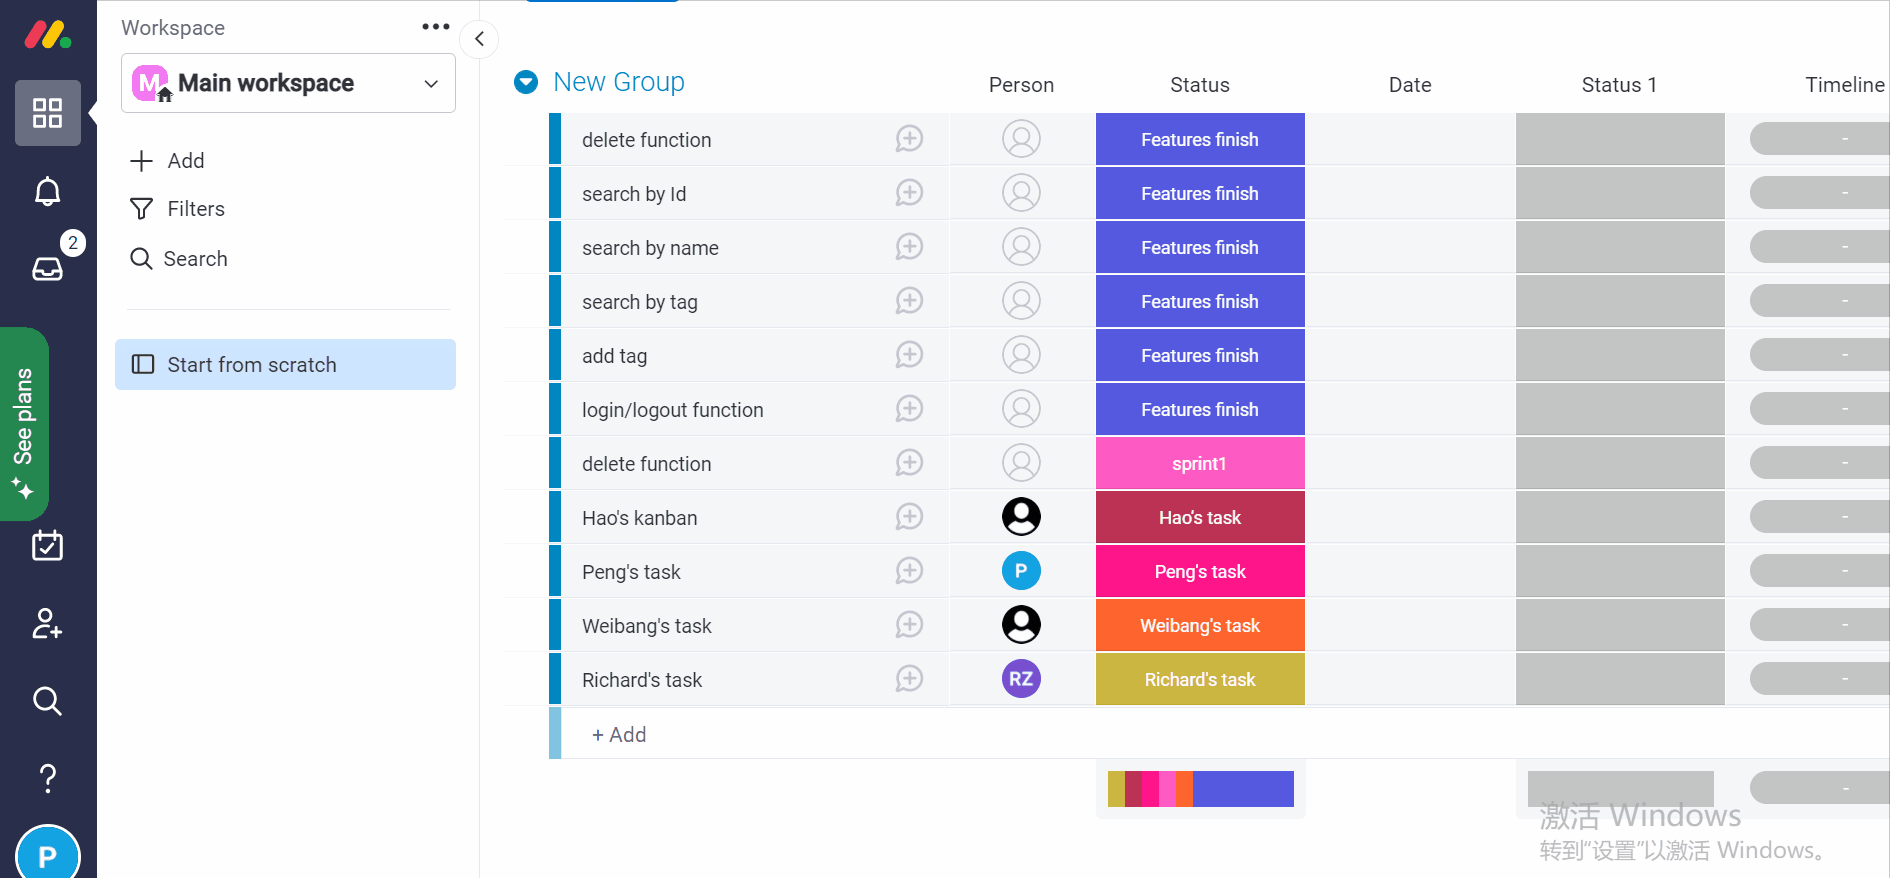 Workspace
M Main workspace
Add
Filters
Search
Start from scratch
2
See plans
P
New Group Person Status Date Status 1 Timeline
delete function Features finish -
search by Id Features finish -
search by name Features finish -
search by tag Features finish -
add tag Features finish -
login/logout function Features finish -
delete function sprint1 -
Hao's kanban Hao's task -
Peng's task P Peng's task -
Weibang's task Weibang's task -
Richard's task RZ Richard's task -
+ Add
-
激活 Windows
转到“设置”以激活 Windows。